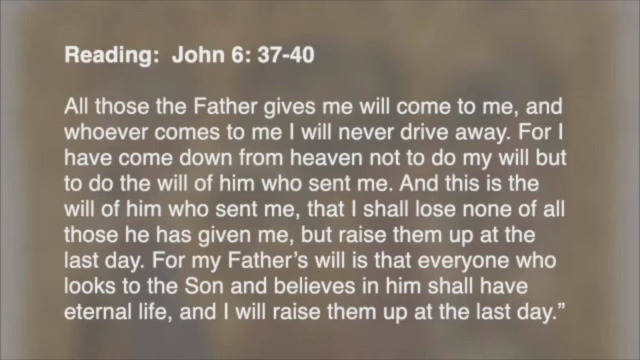 Reading:  John 6: 37-40
All those the Father gives me will come to me, and
whoever comes to me I will never drive away. For I
have come down from heaven not to do my will but
to do the will of him who sent me. And this is the
will of him who sent me, that I shall lose none of all
those he has given me, but raise them up at the
last day. For my Father’s will is that everyone who
looks to the Son and believes in him shall have
eternal life, and I will raise them up at the last day.”